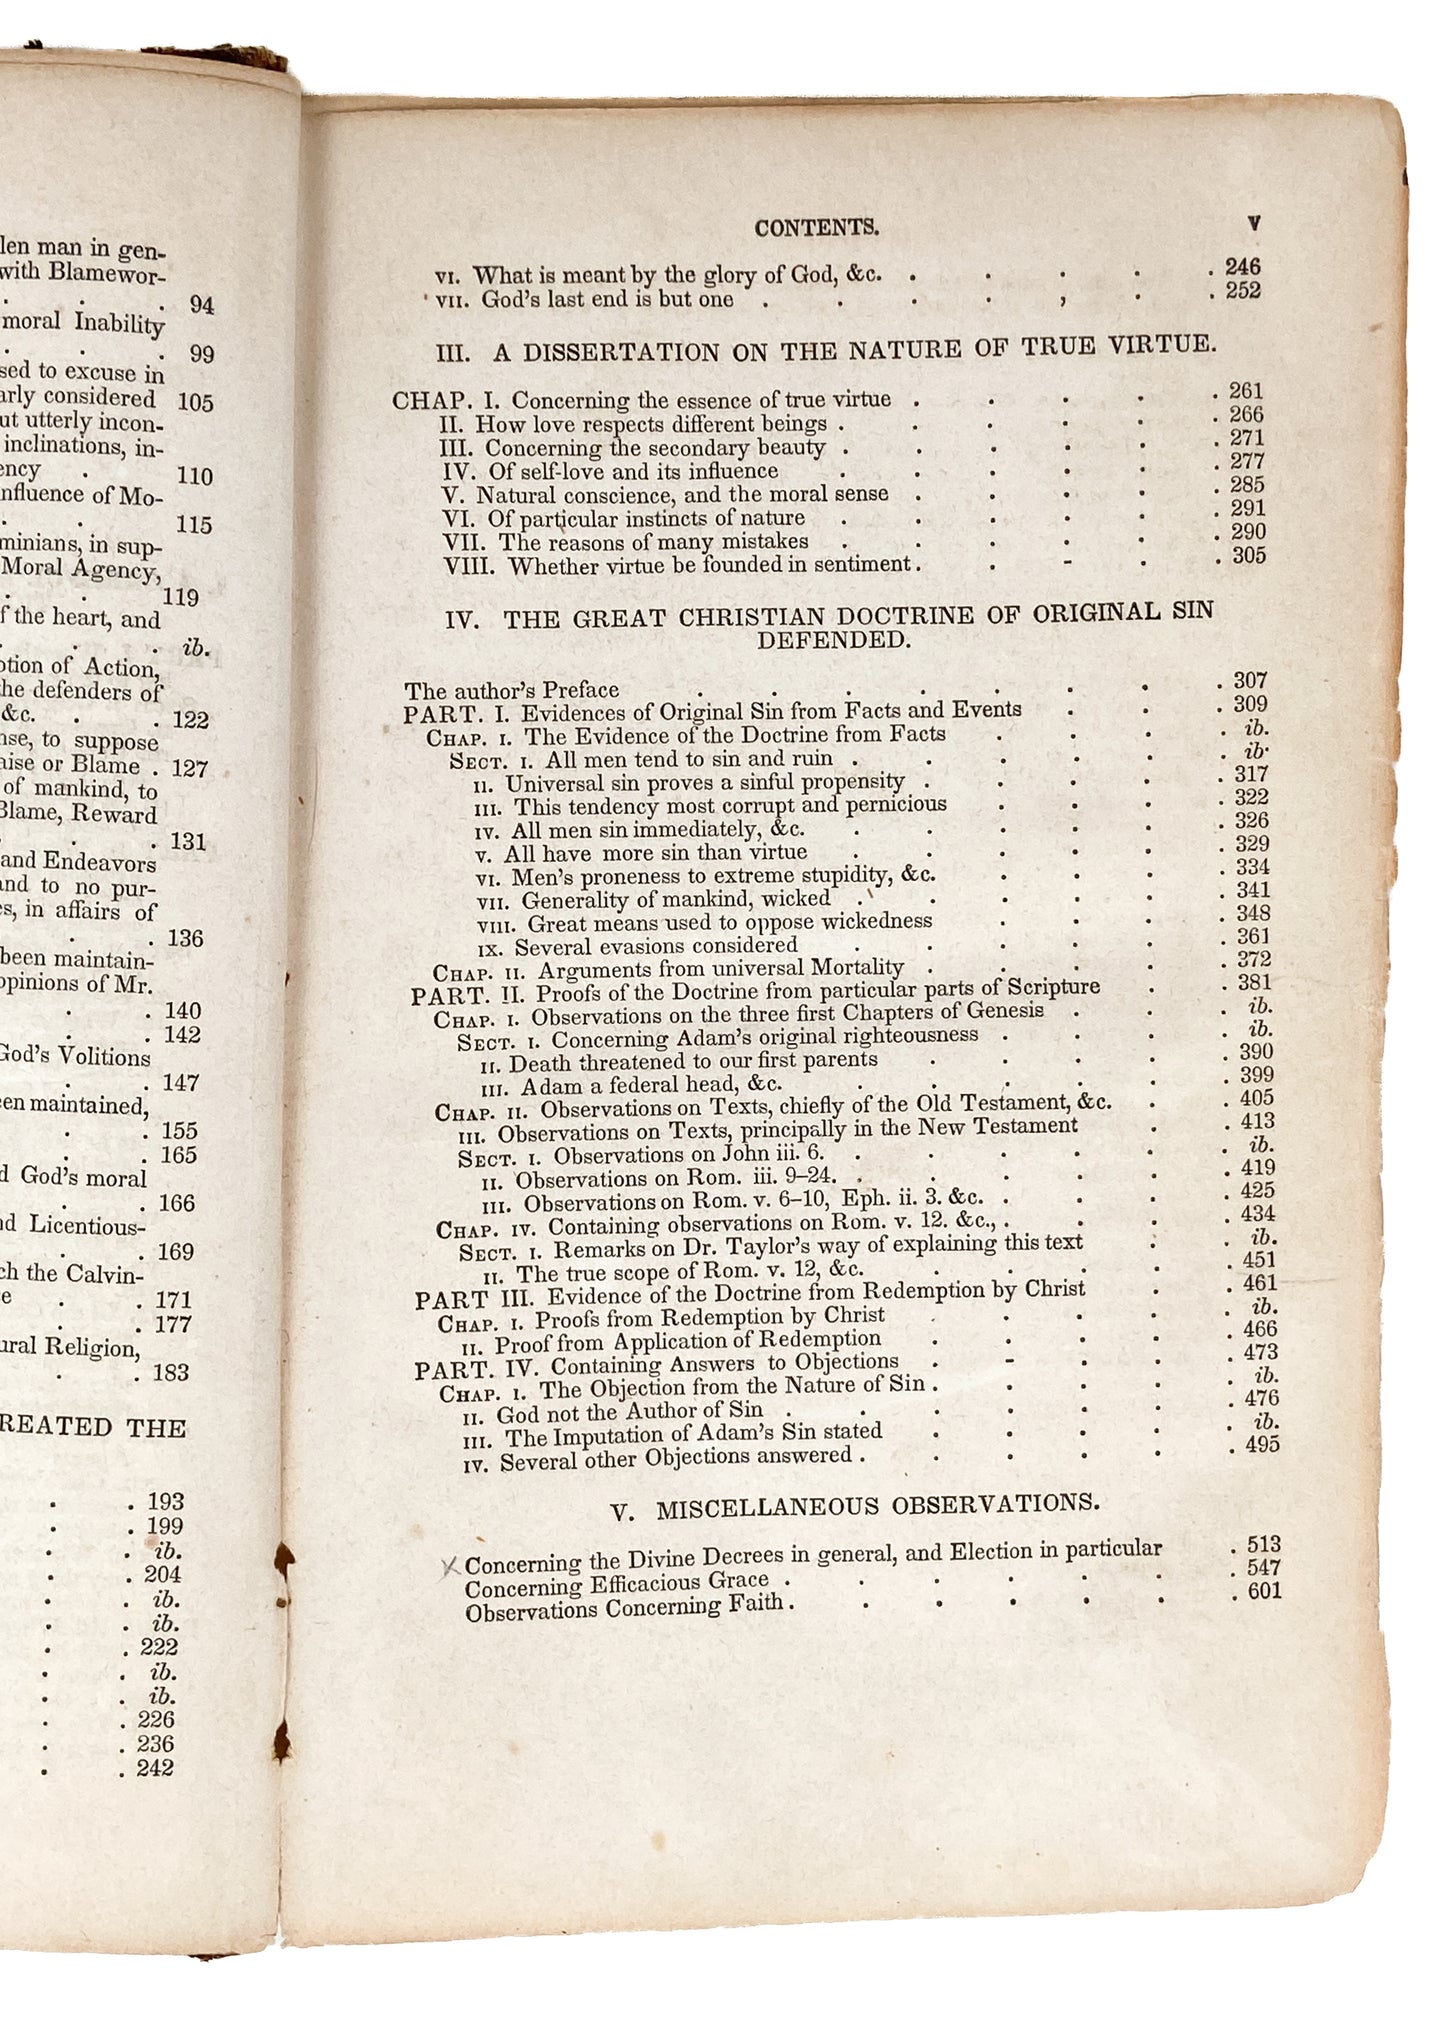 len man in gen-
with Blamewor-
. . . 94
moral Inability
. . . 99
sed to excuse in
arly considered 105
ut utterly incon-
inclinations, in-
ency . 110
nfluence of Mo-
. . 115
minians, in sup-
Moral Agency,
. . 119
f the heart, and
. . . ib.
otion of Action,
he defenders of
&c. . . 122
nse, to suppose
aise or Blame . 127
of mankind, to
Blame, Reward
. . . 131
and Endeavors
and to no pur-
s, in affairs of
. . 136
been maintain-
opinions of Mr.
. . 140
. . 142
God's Volitions
. . 147
en maintained,
. . 155
. . 165
d God's moral
. . 166
nd Licentious-
. . 169
ch the Calvin-
e . . 171
. . 177
ural Religion,
. . 183
REATED THE
. . 193
. . 199
. . ib.
. . 204
. . ib.
. . ib.
. . 222
. . ib.
. . ib.
. . 226
. . 236
. . 242
CONTENTS. v
VI. What is meant by the glory of God, &c. . . . . . 246
VII. God's last end is but one . . . . , . . 252
III. A DISSERTATION ON THE NATURE OF TRUE VIRTUE.
CHAP. I. Concerning the essence of true virtue . . . . . 261
II. How love respects different beings . . . . . . 266
III. Concerning the secondary beauty . . . . . . 271
IV. Of self-love and its influence . . . . . . 277
V. Natural conscience, and the moral sense . . . . . 285
VI. Of particular instincts of nature . . . . . . 291
VII. The reasons of many mistakes . . . . . . 290
VIII. Whether virtue be founded in sentiment . . - . . 305
IV. THE GREAT CHRISTIAN DOCTRINE OF ORIGINAL SIN
DEFENDED.
The author's Preface . . . . . . . . 307
PART. I. Evidences of Original Sin from Facts and Events . . . 309
CHAP. I. The Evidence of the Doctrine from Facts . . . . ib.
SECT. I. All men tend to sin and ruin . . . . . . ib.
II. Universal sin proves a sinful propensity . . . . . 317
III. This tendency most corrupt and pernicious . . . . 322
IV. All men sin immediately, &c. . . . . . . 326
V. All have more sin than virtue . . . . . . 329
VI. Men's proneness to extreme stupidity, &c. . . . . 334
VII. Generality of mankind, wicked . . . . . . 341
VIII. Great means used to oppose wickedness . . . . 348
IX. Several evasions considered . . . . . . 361
CHAP. II. Arguments from universal Mortality . . . . . 372
PART. II. Proofs of the Doctrine from particular parts of Scripture . . 381
CHAP. I. Observations on the three first Chapters of Genesis . . . ib.
SECT. I. Concerning Adam's original righteousness . . . . ib.
II. Death threatened to our first parents . . . . . 390
III. Adam a federal head, &c. . . . . . . 399
CHAP. II. Observations on Texts, chiefly of the Old Testament, &c. . . 405
III. Observations on Texts, principally in the New Testament . . 413
SECT. I. Observations on John iii. 6. . . . . . . ib.
II. Observations on Rom. iii. 9–24. . . . . . . 419
III. Observations on Rom. v. 6–10, Eph. ii. 3. &c. . . . . 425
CHAP. IV. Containing observations on Rom. v. 12. &c., . . . . 434
SECT. I. Remarks on Dr. Taylor's way of explaining this text . . ib.
II. The true scope of Rom. v. 12, &c. . . . . . 451
PART III. Evidence of the Doctrine from Redemption by Christ . . 461
CHAP. I. Proofs from Redemption by Christ . . . . . ib.
II. Proof from Application of Redemption . . . . . 466
PART. IV. Containing Answers to Objections . - . . . 473
CHAP. I. The Objection from the Nature of Sin . . . . . ib.
II. God not the Author of Sin . . . . . . . 476
III. The Imputation of Adam's Sin stated . . . . . ib.
IV. Several other Objections answered . . . . . . 495
V. MISCELLANEOUS OBSERVATIONS.
Concerning the Divine Decrees in general, and Election in particular . 513
Concerning Efficacious Grace . . . . . . . 547
Observations Concerning Faith . . . . . . . 601